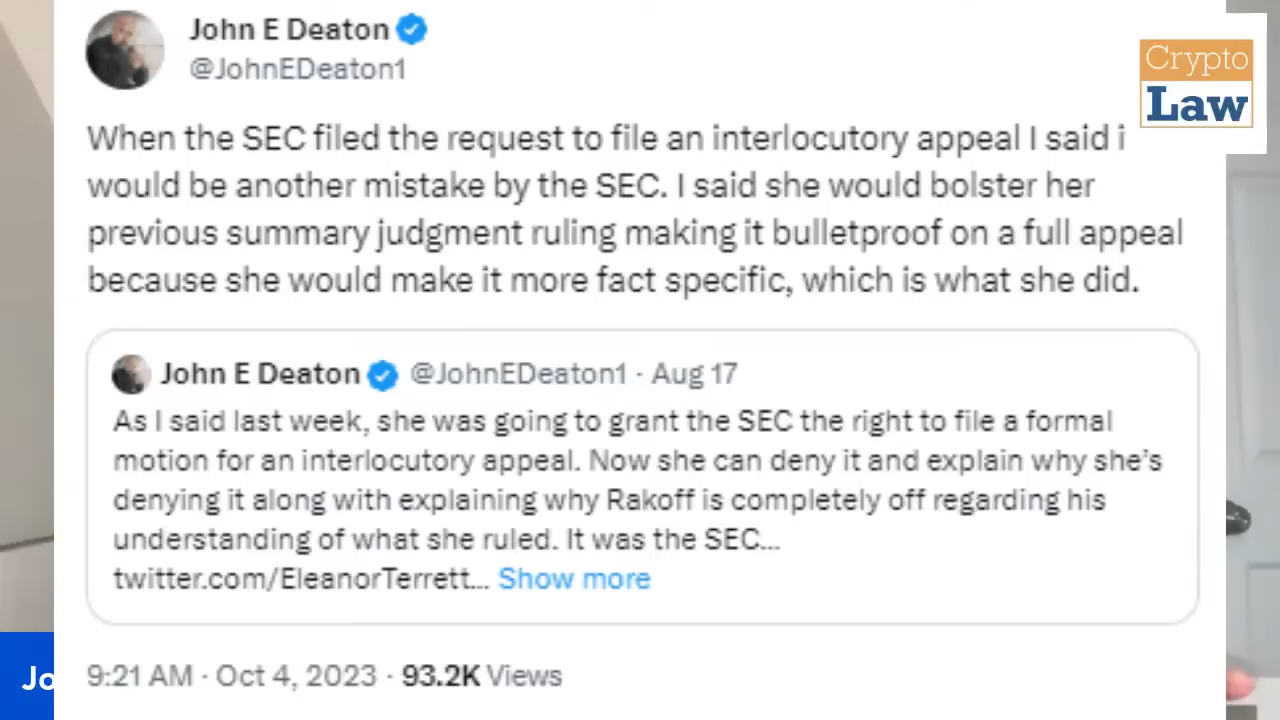 John E Deaton
@JohnEDeaton1
Crypto
Law
When the SEC filed the request to file an interlocutory appeal I said i
would be another mistake by the SEC. I said she would bolster her
previous summary judgment ruling making it bulletproof on a full appeal
because she would make it more fact specific, which is what she did.
John E Deaton @JohnEDeaton1 · Aug 17
As I said last week, she was going to grant the SEC the right to file a formal
motion for an interlocutory appeal. Now she can deny it and explain why she's
denying it along with explaining why Rakoff is completely off regarding his
understanding of what she ruled. It was the SEC...
twitter.com/EleanorTerrett... Show more
9:21 AM · Oct 4, 2023 · 93.2K Views
Jo